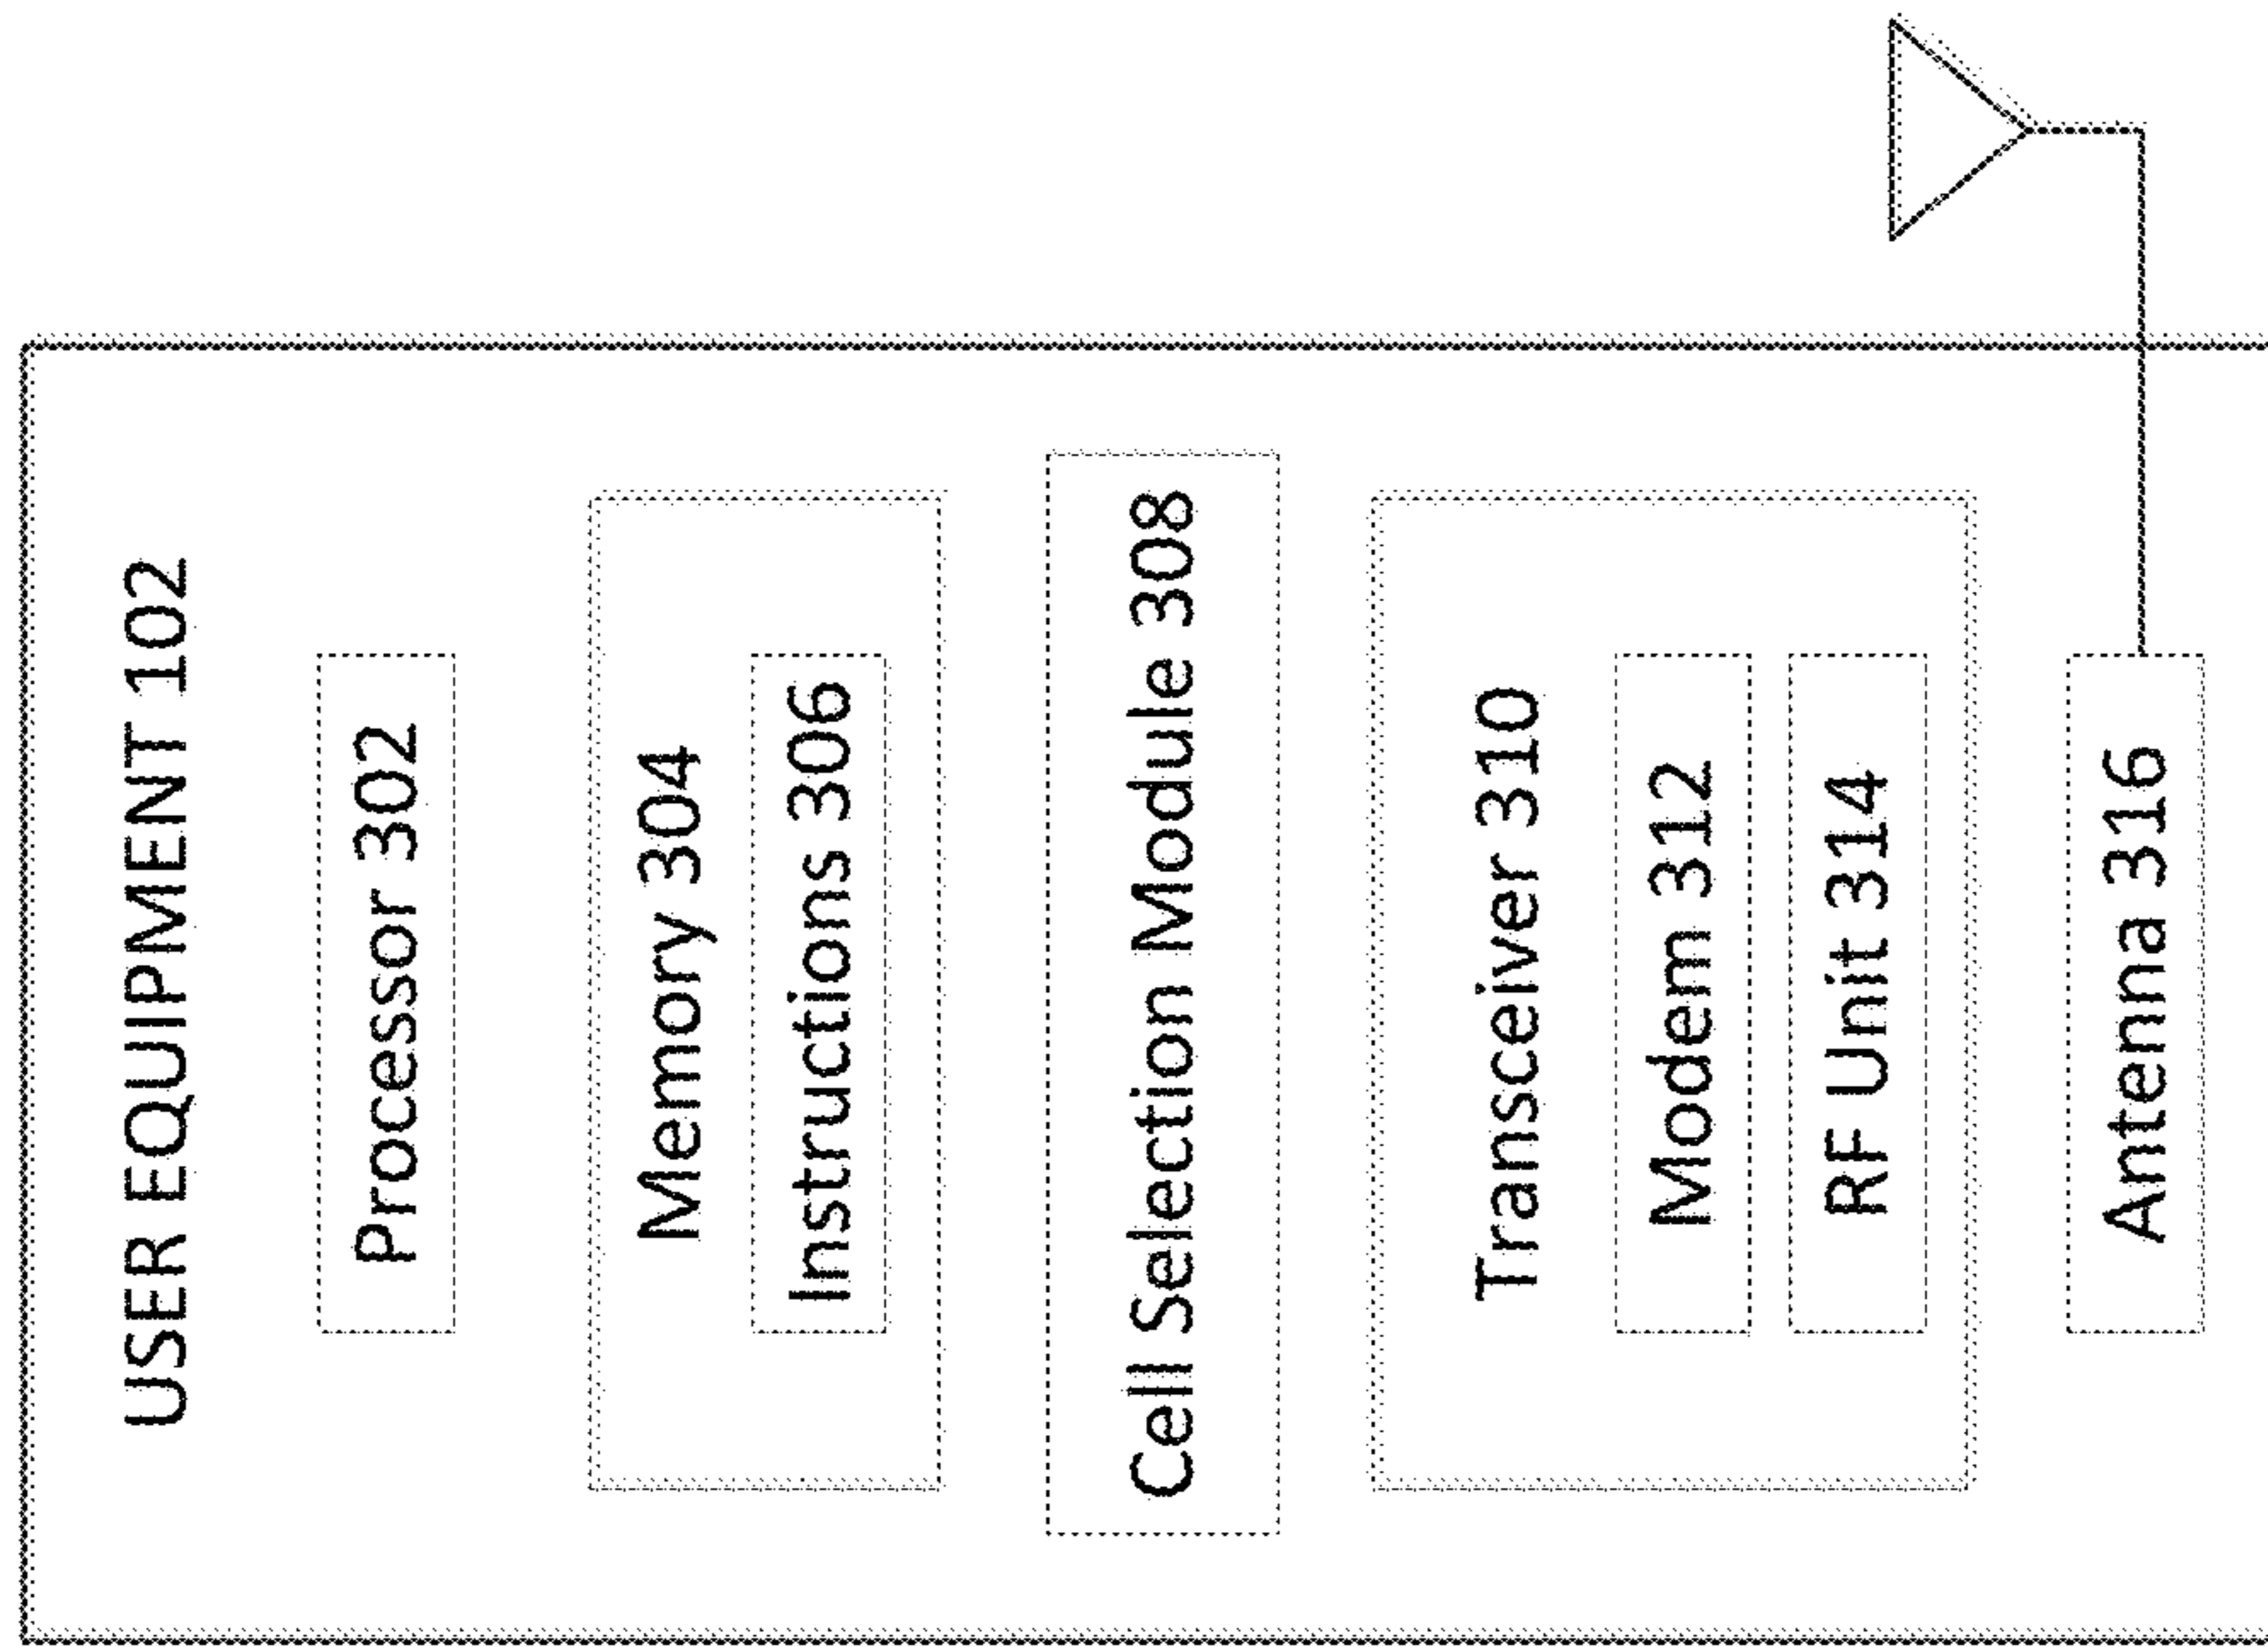 USER EQUIPMENT 102
Processor 302
Memory 304
Instructions 306
Cell Selection Module 308
Transceiver 310
Modem 312
RF Unit 314
Antenna 316